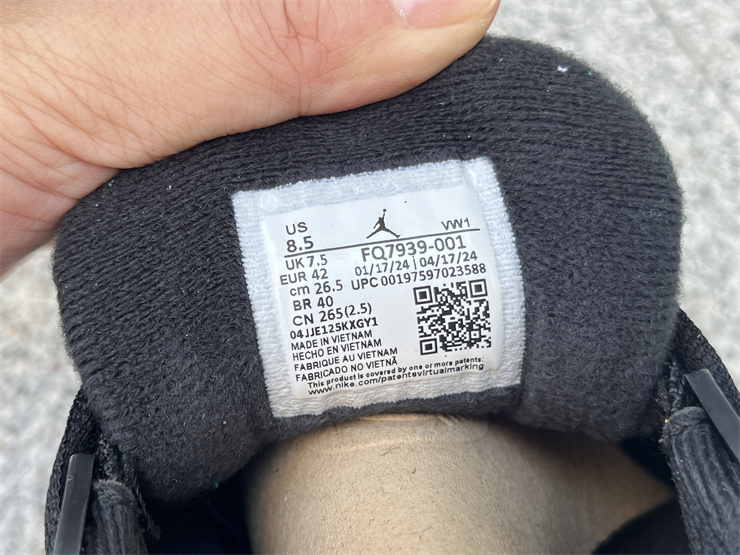 US
8.5
VW1
UK 7.5
FQ7939-001
EUR 42
01/17/24 | 04/17/24
cm 26.5
UPC 00197597023588
BR 40
CN 265(2.5)
04JJE125KXGY1
MADE IN VIETNAM
HECHO EN VIETNAM
FABRIQUE AU VIETNAM
FABRICADO NO VIETNÃ
This product is covered by one or more patents:
www.nike.com/patentsvirtualmarking